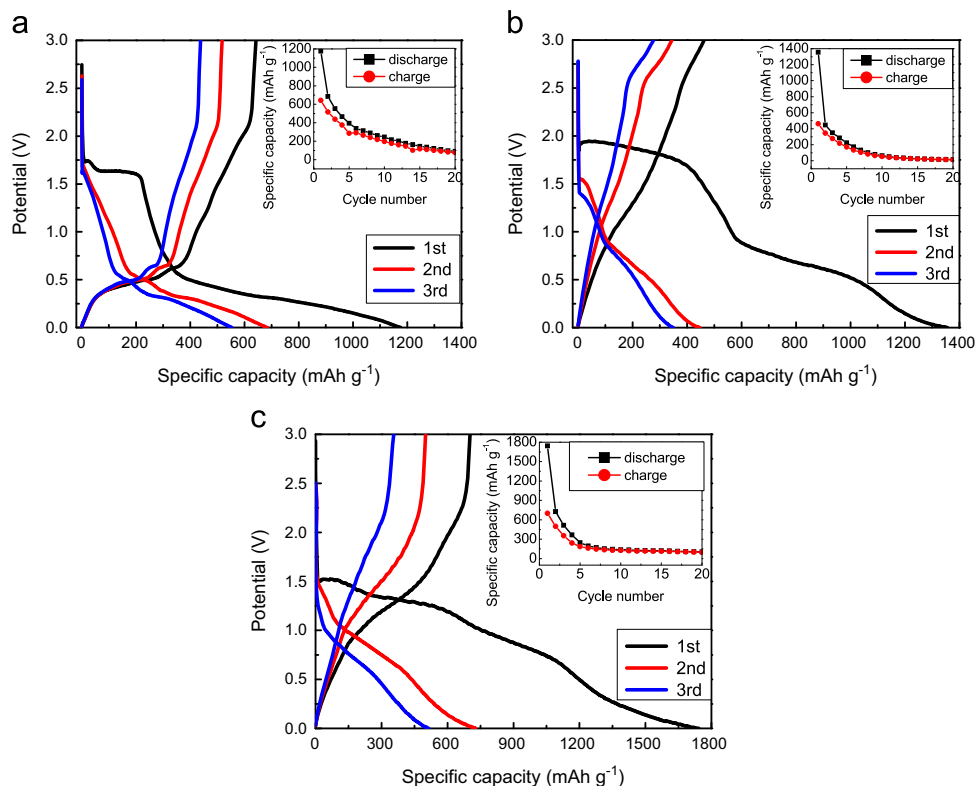 a
3.0
2.5
2.0
1.5
1.0
0.5
0.0
0 200 400 600 800 1000 1200 1400
Potential (V)
Specific capacity (mAh g-1)
1st
2nd
3rd
1200
1000
800
600
400
200
0
0 5 10 15 20
Specific capacity (mAh g-1)
Cycle number
discharge
charge
b
3.0
2.5
2.0
1.5
1.0
0.5
0.0
0 200 400 600 800 1000 1200 1400
Potential (V)
Specific capacity (mAh g-1)
1st
2nd
3rd
1400
1200
1000
800
600
400
200
0
0 5 10 15 20
Specific capacity (mAh g-1)
Cycle number
discharge
charge
c
3.0
2.5
2.0
1.5
1.0
0.5
0.0
0 300 600 900 1200 1500 1800
Potential (V)
Specific capacity (mAh g-1)
1st
2nd
3rd
1800
1500
1200
900
600
300
0
0 5 10 15 20
Specific capacity (mAh g-1)
Cycle number
discharge
charge